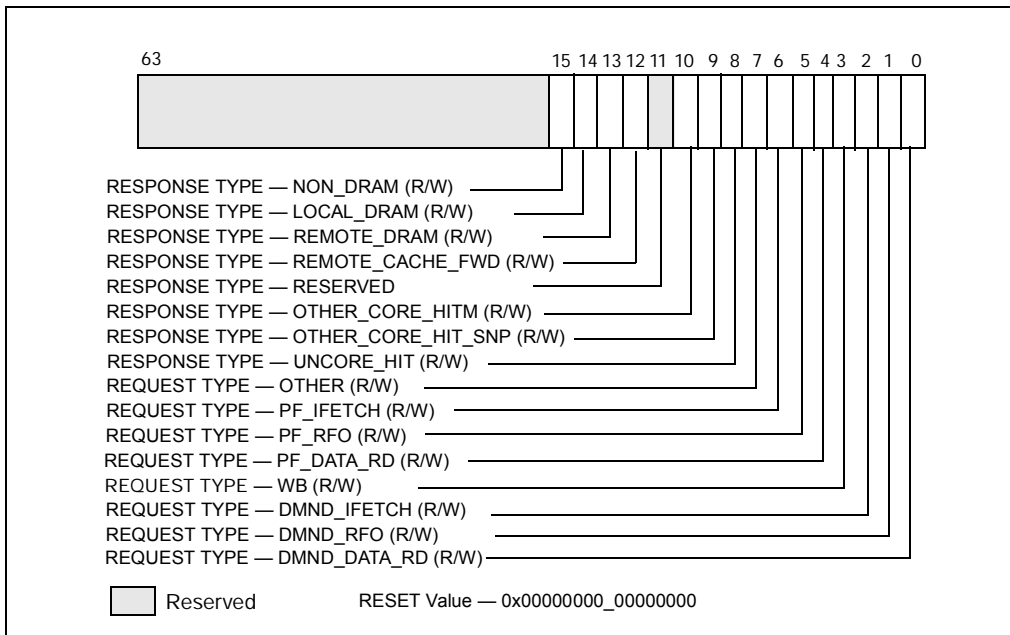 63 15 14 13 12 11 10 9 8 7 6 5 4 3 2 1 0
RESPONSE TYPE — NON_DRAM (R/W)
RESPONSE TYPE — LOCAL_DRAM (R/W)
RESPONSE TYPE — REMOTE_DRAM (R/W)
RESPONSE TYPE — REMOTE_CACHE_FWD (R/W)
RESPONSE TYPE — RESERVED
RESPONSE TYPE — OTHER_CORE_HITM (R/W)
RESPONSE TYPE — OTHER_CORE_HIT_SNP (R/W)
RESPONSE TYPE — UNCORE_HIT (R/W)
REQUEST TYPE — OTHER (R/W)
REQUEST TYPE — PF_IFETCH (R/W)
REQUEST TYPE — PF_RFO (R/W)
REQUEST TYPE — PF_DATA_RD (R/W)
REQUEST TYPE — WB (R/W)
REQUEST TYPE — DMND_IFETCH (R/W)
REQUEST TYPE — DMND_RFO (R/W)
REQUEST TYPE — DMND_DATA_RD (R/W)
Reserved RESET Value — 0x00000000_00000000